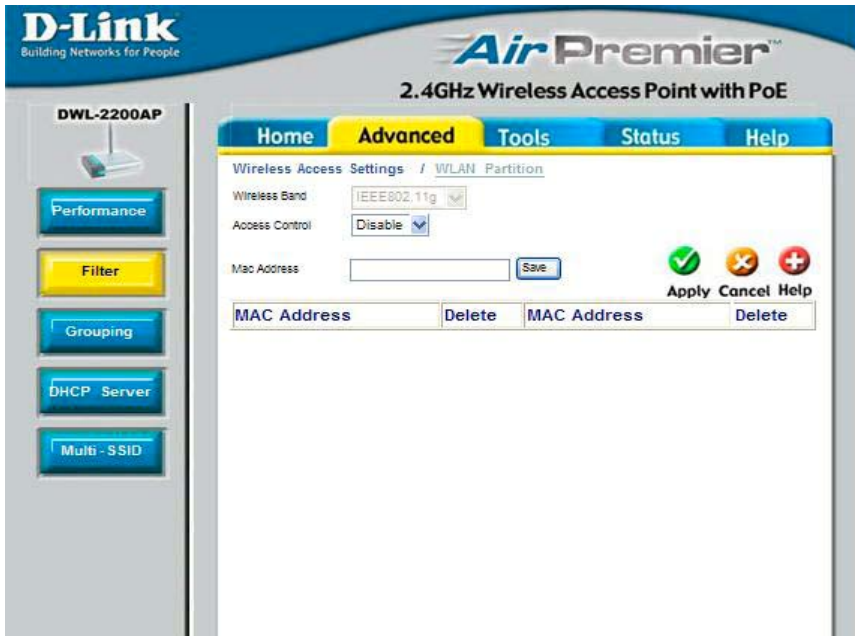 D-Link
Building Networks for People
AirPremier™
2.4GHz Wireless Access Point with PoE
DWL-2200AP
Home Advanced Tools Status Help
Performance
Filter
Grouping
DHCP Server
Multi-SSID
Wireless Access Settings / WLAN Partition
Wireless Band IEEE802.11g
Access Control Disable
Mac Address Save
Apply Cancel Help
MAC Address Delete MAC Address Delete